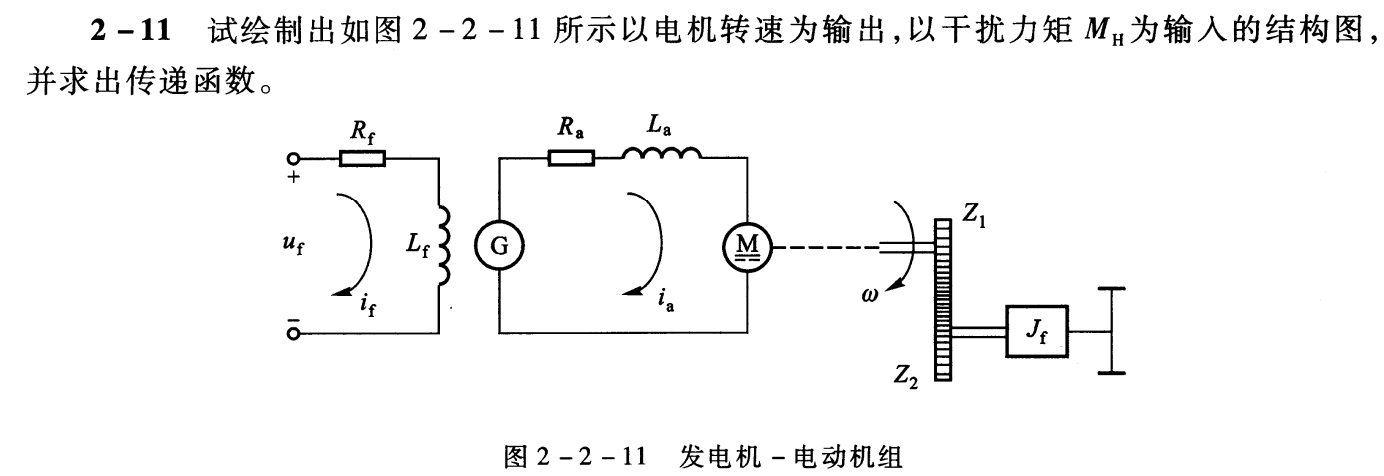 2-11 试绘制出如图 2-2-11 所示以电机转速为输出,以干扰力矩 M_H 为输入的结构图,
并求出传递函数。
R_f R_a L_a
+
u_f L_f i_f G i_a M ω Z_1
-
J_f
Z_2
图 2-2-11 发电机-电动机组